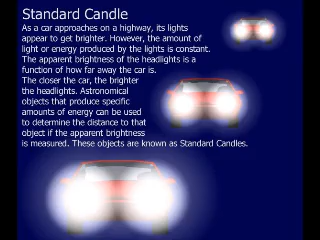 Standard Candle
As a car approaches on a highway, its lights
appear to get brighter. However, the amount of
light or energy produced by the lights is constant.
The apparent brightness of the headlights is a
function of how far away the car is.
The closer the car, the brighter
the headlights. Astronomical
objects that produce specific
amounts of energy can be used
to determine the distance to that
object if the apparent brightness
is measured. These objects are known as Standard Candles.